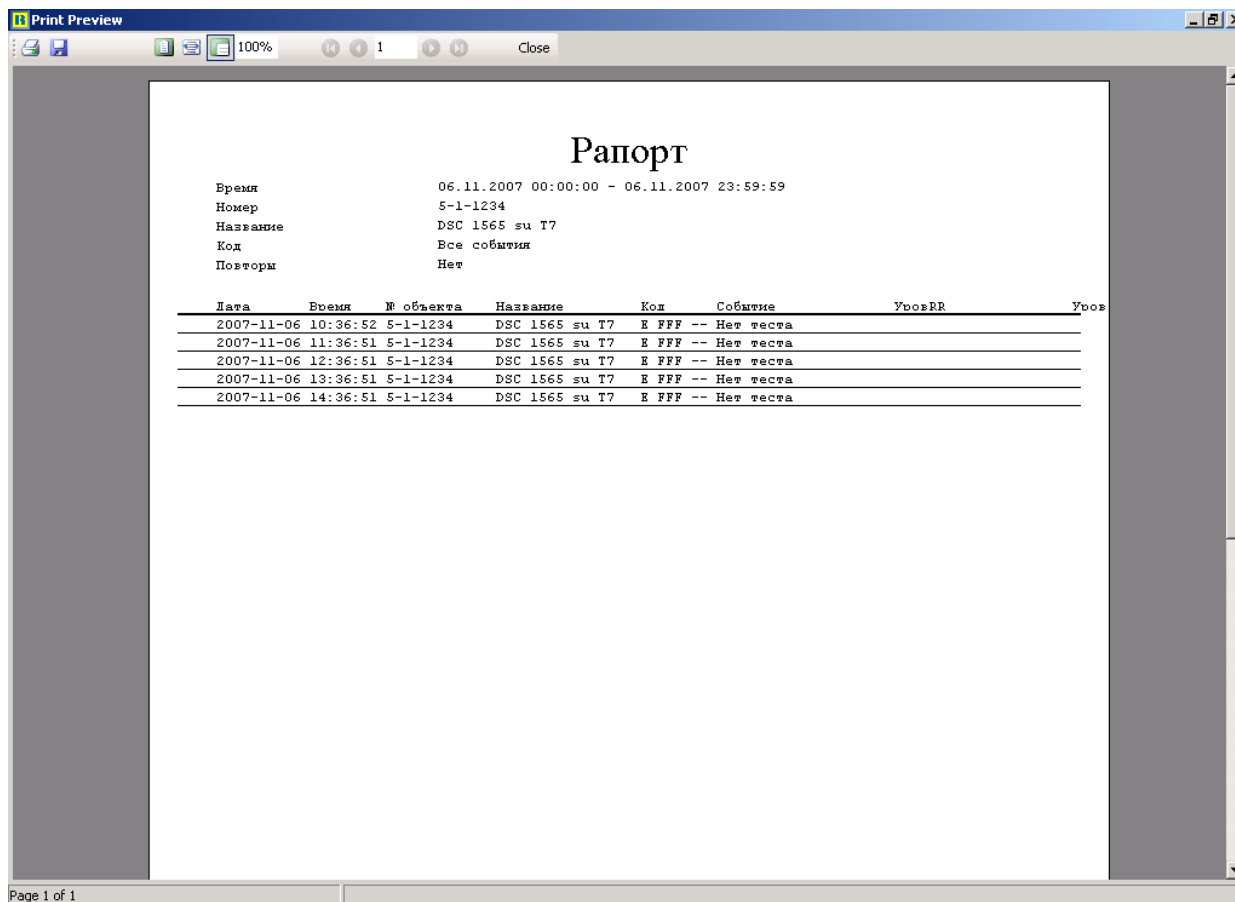 Print Preview
100% 1 Close
Рапорт
Время 06.11.2007 00:00:00 - 06.11.2007 23:59:59
Номер 5-1-1234
Название DSC 1565 su T7
Код Все события
Повторы Нет
Дата Время № объекта Название Код Событие УровRR Уров
2007-11-06 10:36:52 5-1-1234 DSC 1565 su T7 E FFF -- Нет теста
2007-11-06 11:36:51 5-1-1234 DSC 1565 su T7 E FFF -- Нет теста
2007-11-06 12:36:51 5-1-1234 DSC 1565 su T7 E FFF -- Нет теста
2007-11-06 13:36:51 5-1-1234 DSC 1565 su T7 E FFF -- Нет теста
2007-11-06 14:36:51 5-1-1234 DSC 1565 su T7 E FFF -- Нет теста
Page 1 of 1